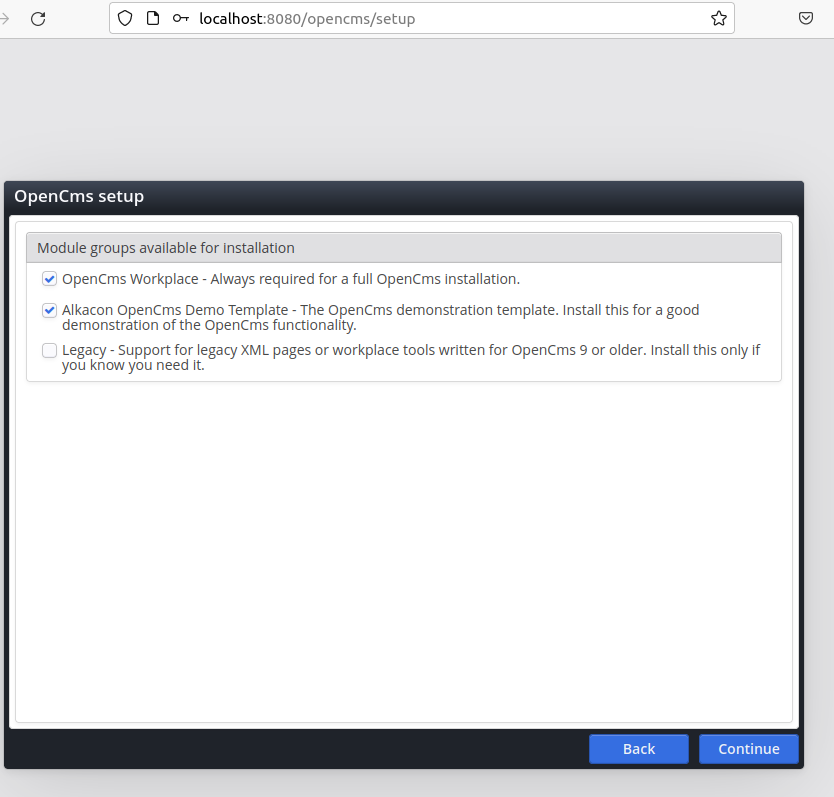 localhost:8080/opencms/setup
OpenCms setup
Module groups available for installation
OpenCms Workplace - Always required for a full OpenCms installation.
Alkacon OpenCms Demo Template - The OpenCms demonstration template. Install this for a good
demonstration of the OpenCms functionality.
Legacy - Support for legacy XML pages or workplace tools written for OpenCms 9 or older. Install this only if
you know you need it.
Back
Continue